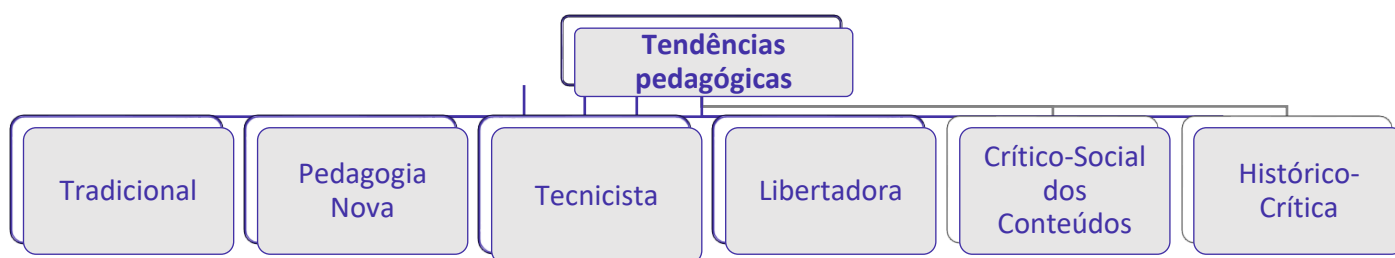 Tendências
pedagógicas
Tradicional
Pedagogia
Nova
Tecnicista
Libertadora
Crítico-Social
dos
Conteúdos
Histórico-
Crítica